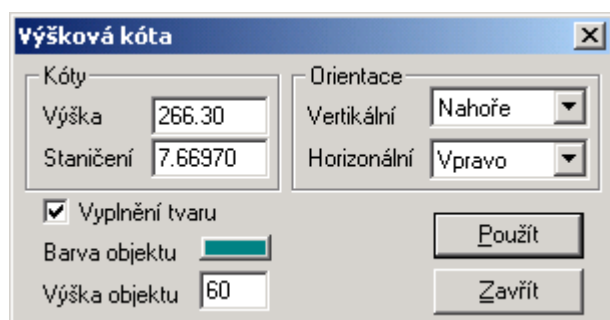 Výšková kóta
Kóty
Výška 266.30
Staničení 7.66970
Orientace
Vertikální Nahoře
Horizonální Vpravo
Vyplnění tvaru
Barva objektu
Výška objektu 60
Použít
Zavřít